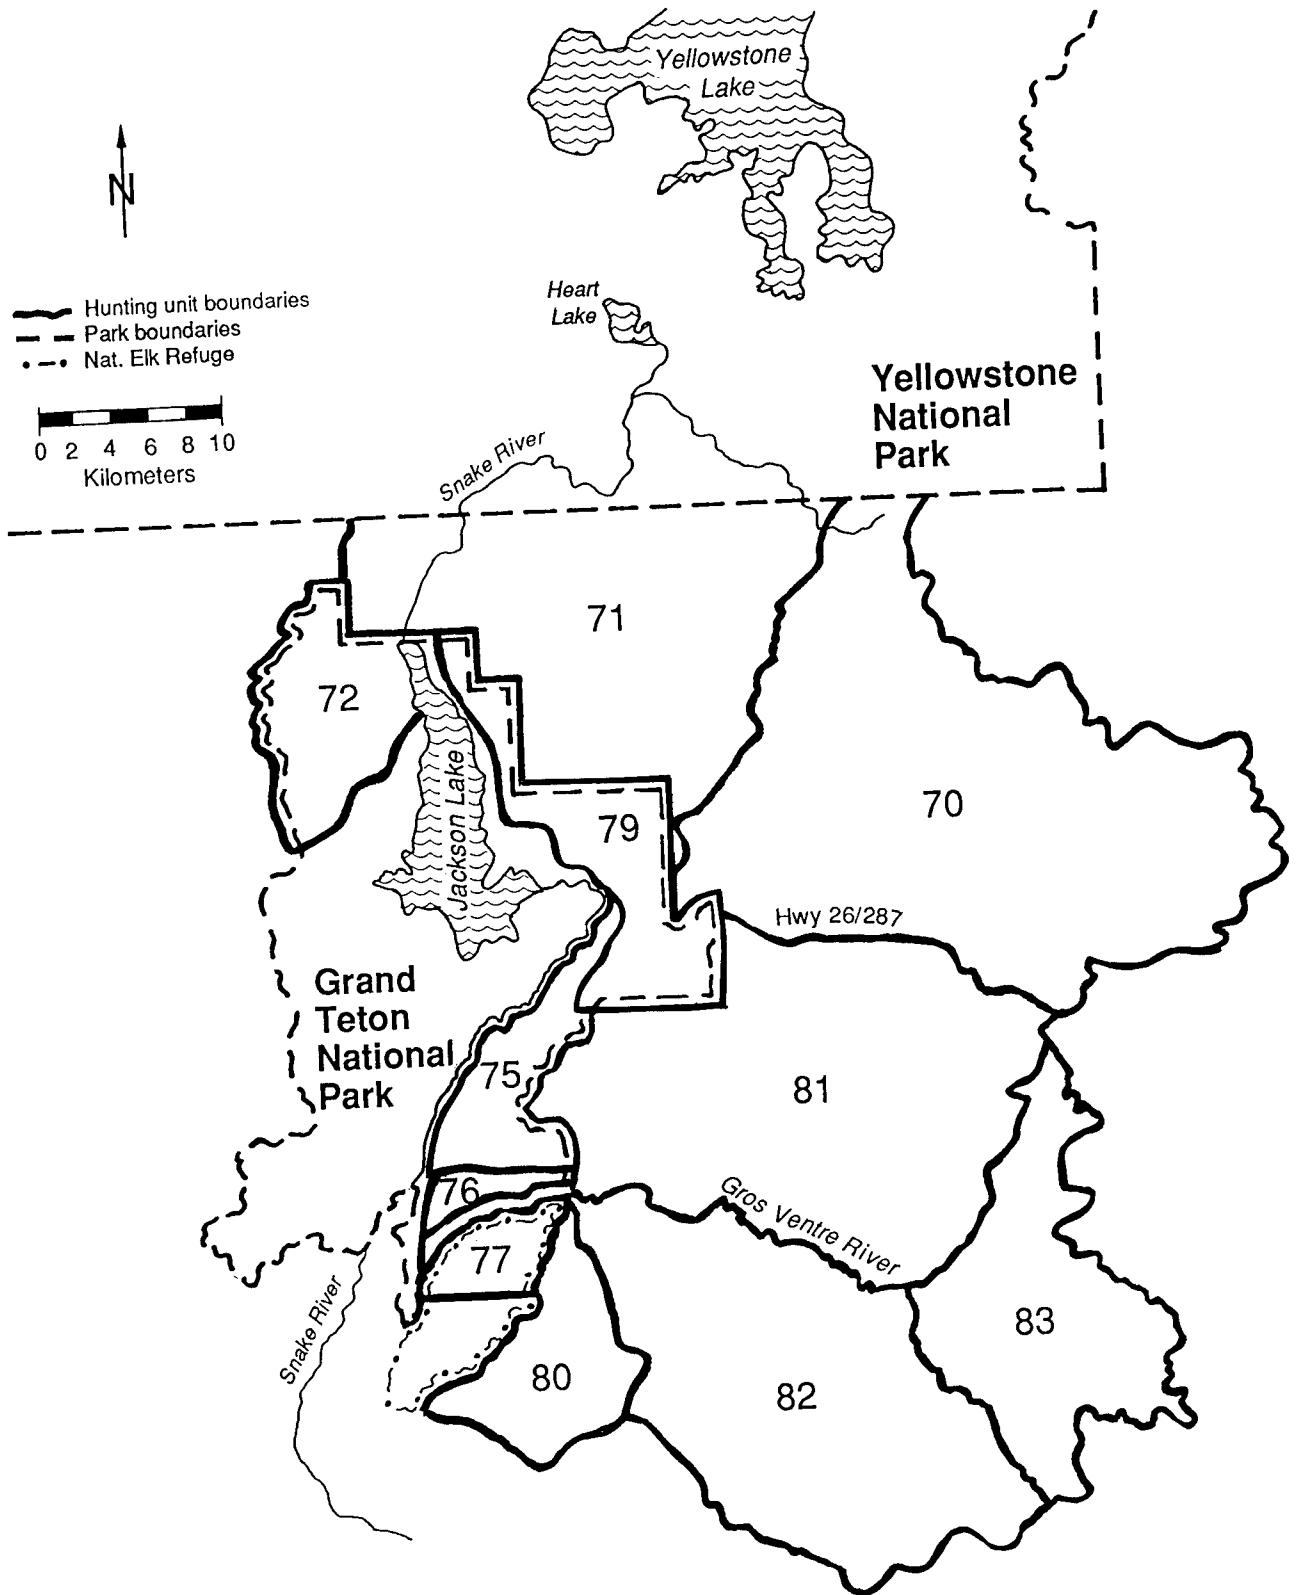 Yellowstone
Lake
N
Heart
Lake
Hunting unit boundaries
Park boundaries
Nat. Elk Refuge
0 2 4 6 8 10
Kilometers
Yellowstone
National
Park
Snake River
71
72
Jackson Lake
79
70
Hwy 26/287
Grand
Teton
National
Park
75
81
76
Gros Ventre River
77
Snake River
83
80
82